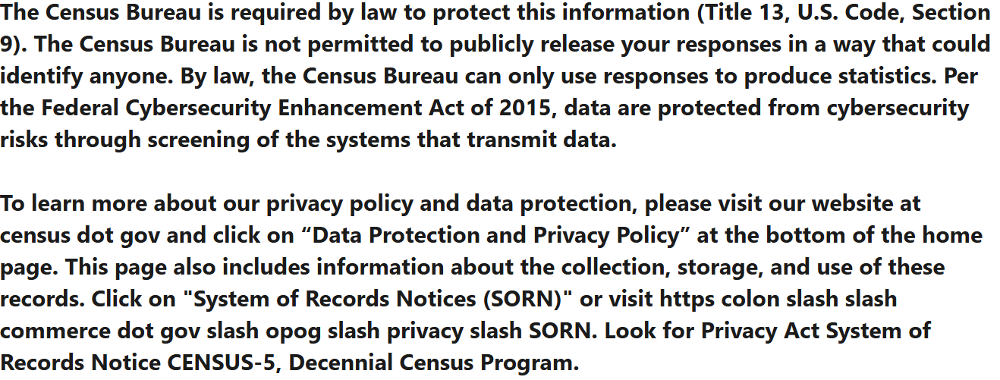 The Census Bureau is required by law to protect this information (Title 13, U.S. Code, Section
9). The Census Bureau is not permitted to publicly release your responses in a way that could
identify anyone. By law, the Census Bureau can only use responses to produce statistics. Per
the Federal Cybersecurity Enhancement Act of 2015, data are protected from cybersecurity
risks through screening of the systems that transmit data.

To learn more about our privacy policy and data protection, please visit our website at
census dot gov and click on “Data Protection and Privacy Policy” at the bottom of the home
page. This page also includes information about the collection, storage, and use of these
records. Click on "System of Records Notices (SORN)" or visit https colon slash slash
commerce dot gov slash opog slash privacy slash SORN. Look for Privacy Act System of
Records Notice CENSUS-5, Decennial Census Program.